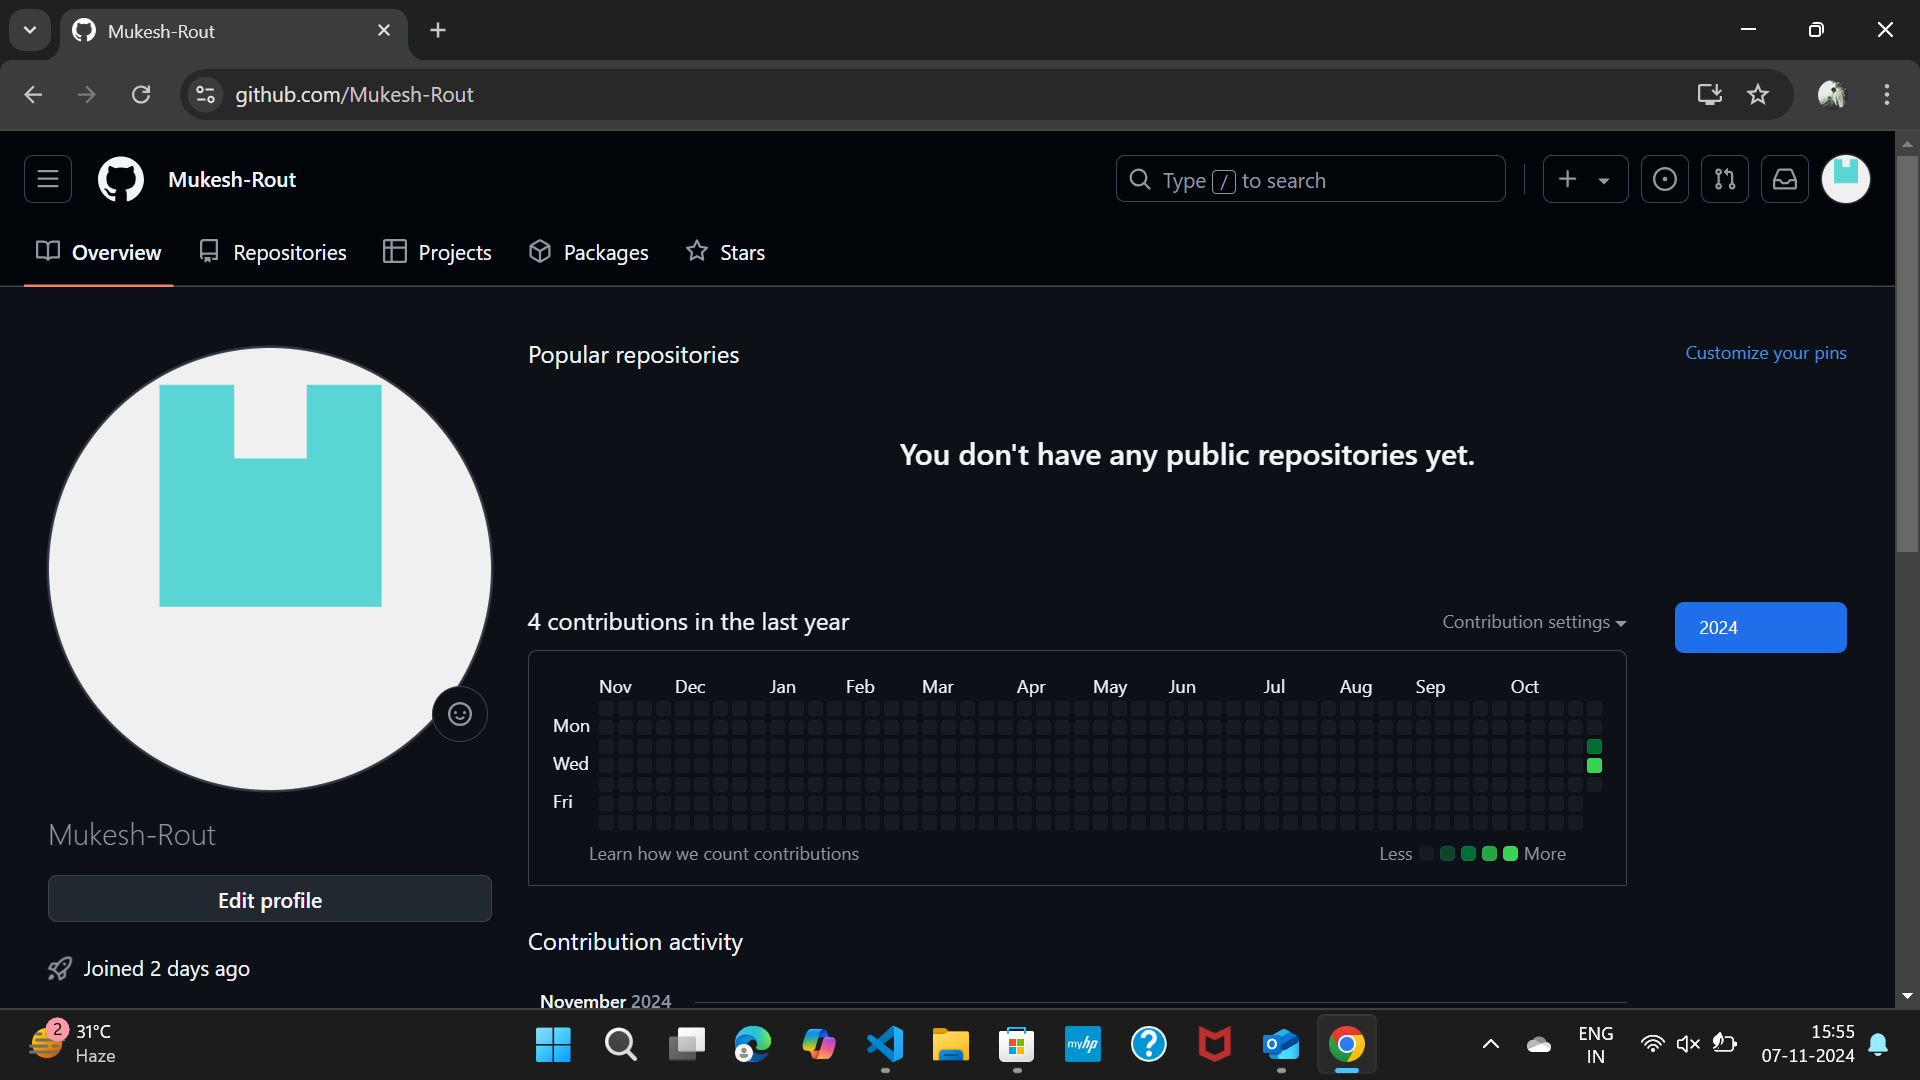 Mukesh-Rout
github.com/Mukesh-Rout
Mukesh-Rout
Type / to search
Overview Repositories Projects Packages Stars
Popular repositories
Customize your pins
You don't have any public repositories yet.
4 contributions in the last year
Contribution settings
2024
Nov Dec Jan Feb Mar Apr May Jun Jul Aug Sep Oct
Mon
Wed
Fri
Learn how we count contributions
Less More
Mukesh-Rout
Edit profile
Joined 2 days ago
Contribution activity
November 2024
2
31°C
Haze
myhp
?
ENG
IN
15:55
07-11-2024